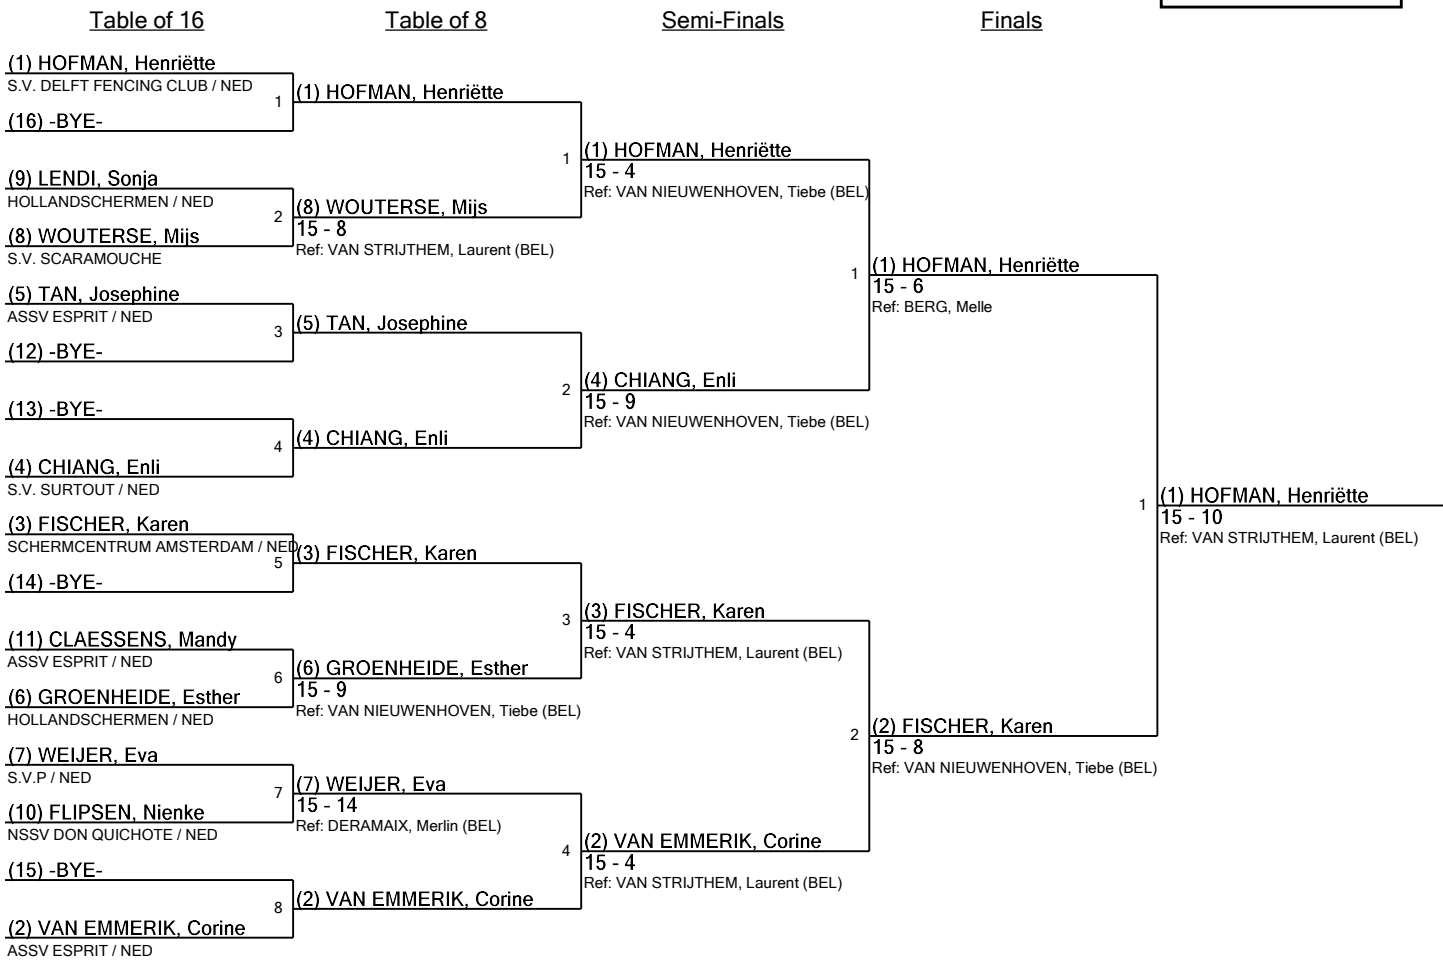 Table of 16
Table of 8
Semi-Finals
Finals
(1) HOFMAN, Henriëtte
S.V. DELFT FENCING CLUB / NED
1
(16) -BYE-
(9) LENDI, Sonja
HOLLANDSCHERMEN / NED
2
(8) WOUTERSE, Mijs
S.V. SCARAMOUCHE
(5) TAN, Josephine
ASSV ESPRIT / NED
3
(12) -BYE-
(13) -BYE-
4
(4) CHIANG, Enli
S.V. SURTOUT / NED
(3) FISCHER, Karen
SCHERMCENTRUM AMSTERDAM / NED
5
(14) -BYE-
(11) CLAESSENS, Mandy
ASSV ESPRIT / NED
6
(6) GROENHEIDE, Esther
HOLLANDSCHERMEN / NED
(7) WEIJER, Eva
S.V.P / NED
7
(10) FLIPSEN, Nienke
NSSV DON QUICHOTE / NED
(15) -BYE-
8
(2) VAN EMMERIK, Corine
ASSV ESPRIT / NED
(1) HOFMAN, Henriëtte
1
(8) WOUTERSE, Mijs
15 - 8
Ref: VAN STRIJTHEM, Laurent (BEL)
(5) TAN, Josephine
2
(4) CHIANG, Enli
(3) FISCHER, Karen
3
(6) GROENHEIDE, Esther
15 - 9
Ref: VAN NIEUWENHOVEN, Tiebe (BEL)
(7) WEIJER, Eva
15 - 14
Ref: DERAMAIX, Merlin (BEL)
4
(2) VAN EMMERIK, Corine
(1) HOFMAN, Henriëtte
15 - 4
Ref: VAN NIEUWENHOVEN, Tiebe (BEL)
1
(4) CHIANG, Enli
15 - 9
Ref: VAN NIEUWENHOVEN, Tiebe (BEL)
(3) FISCHER, Karen
15 - 4
Ref: VAN STRIJTHEM, Laurent (BEL)
2
(2) VAN EMMERIK, Corine
15 - 4
Ref: VAN STRIJTHEM, Laurent (BEL)
(1) HOFMAN, Henriëtte
15 - 6
Ref: BERG, Melle
1
(2) FISCHER, Karen
15 - 8
Ref: VAN NIEUWENHOVEN, Tiebe (BEL)
(1) HOFMAN, Henriëtte
15 - 10
Ref: VAN STRIJTHEM, Laurent (BEL)